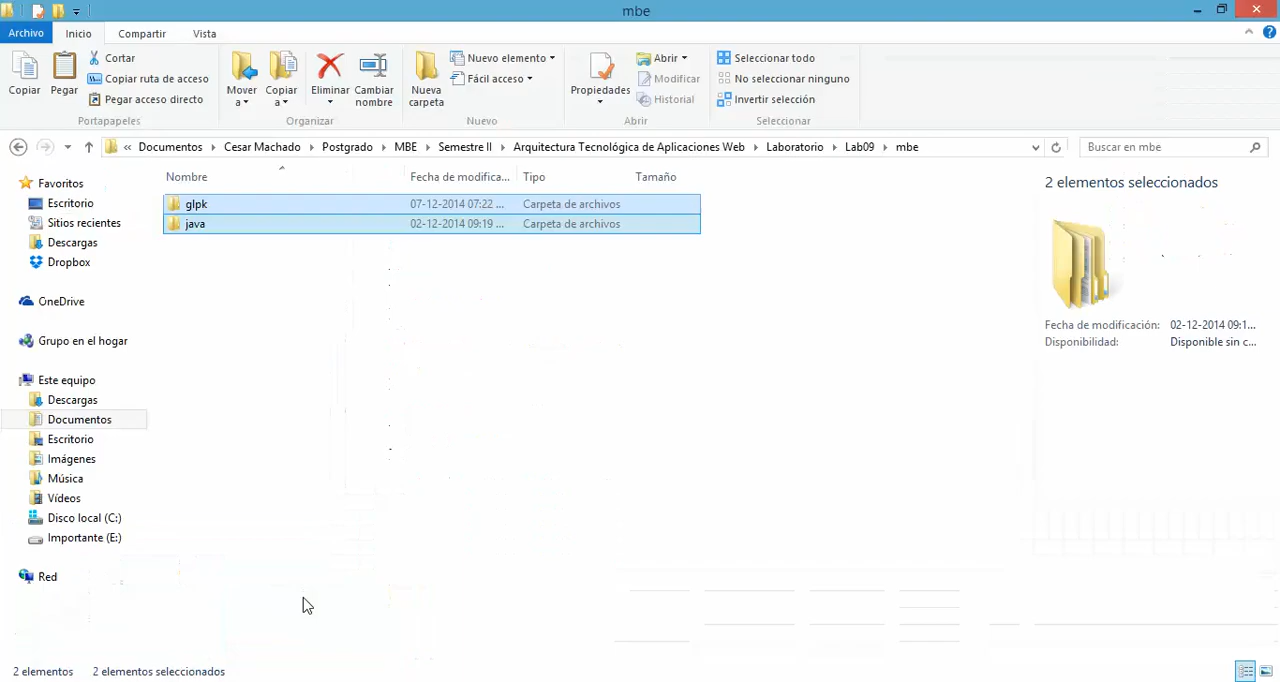 mbe
Archivo Inicio Compartir Vista
Copiar
Pegar
Cortar
Copiar ruta de acceso
Pegar acceso directo
Portapapeles
Mover a
Copiar a
Eliminar
Cambiar nombre
Organizar
Nueva carpeta
Nuevo elemento
Fácil acceso
Nuevo
Propiedades
Abrir
Modificar
Historial
Abrir
Seleccionar todo
No seleccionar ninguno
Invertir selección
Seleccionar
« Documentos Cesar Machado Postgrado MBE Semestre II Arquitectura Tecnológica de Aplicaciones Web Laboratorio Lab09 mbe
Buscar en mbe
Nombre Fecha de modifica... Tipo Tamaño
glpk 07-12-2014 07:22 ... Carpeta de archivos
java 02-12-2014 09:19 ... Carpeta de archivos
Favoritos
Escritorio
Sitios recientes
Descargas
Dropbox
OneDrive
Grupo en el hogar
Este equipo
Descargas
Documentos
Escritorio
Imágenes
Música
Vídeos
Disco local (C:)
Importante (E:)
Red
2 elementos seleccionados
Fecha de modificación: 02-12-2014 09:1...
Disponibilidad: Disponible sin c...
2 elementos 2 elementos seleccionados